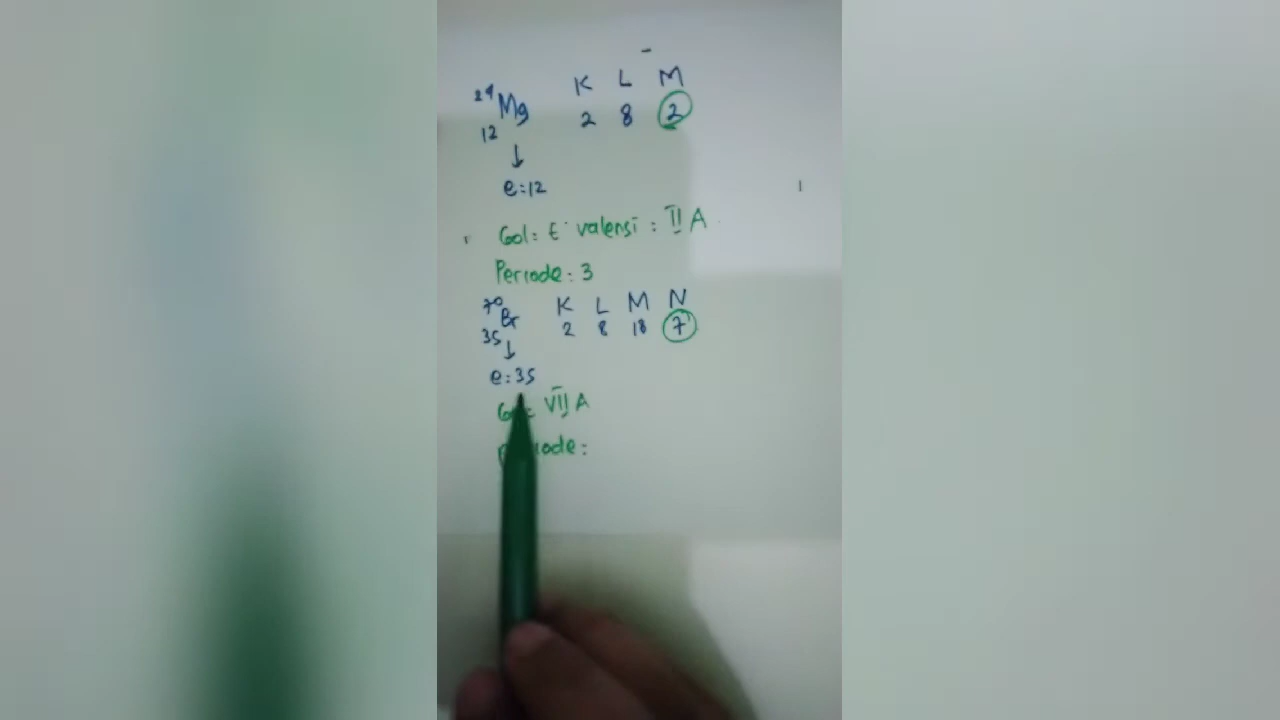 K L M
24 Mg 2 8 2
12
↓
e=12
Gol= E⁻ valensi : II A
Periode : 3
70 Br K L M N
35 2 8 18 7
↓
e:35
VII A